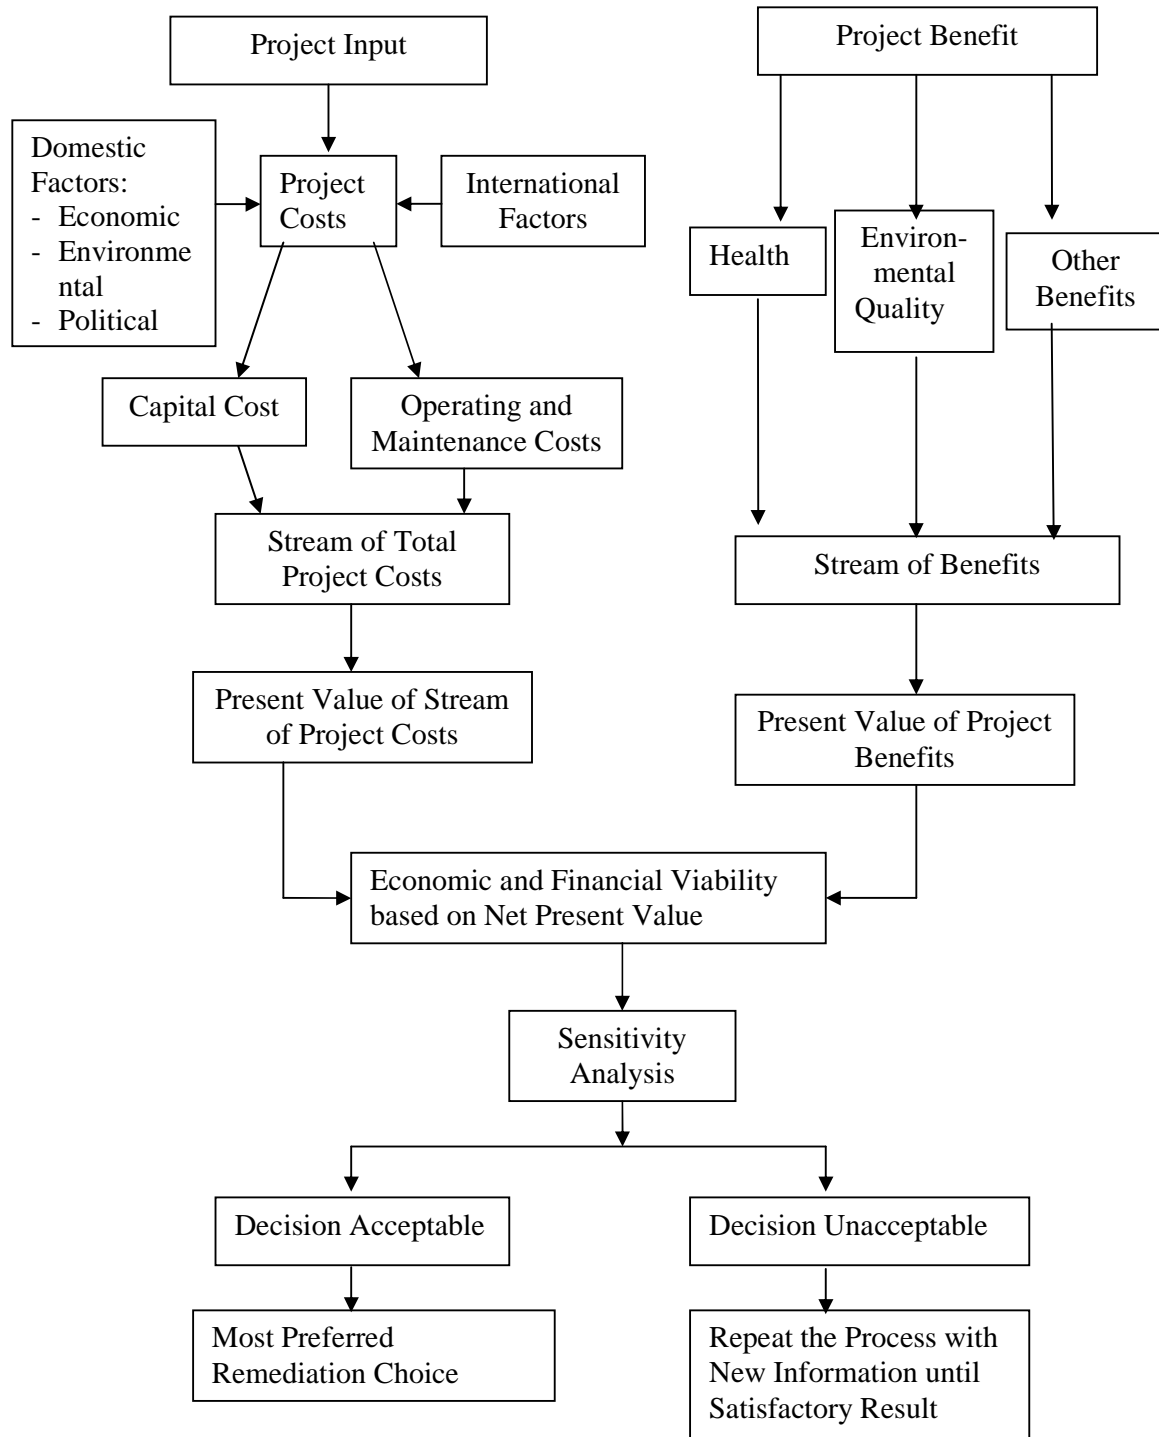 Project Input
Project Benefit
Domestic
Factors:
- Economic
- Environme
ntal
- Political
Project
Costs
International
Factors
Health
Environ-
mental
Quality
Other
Benefits
Capital Cost
Operating and
Maintenance Costs
Stream of Total
Project Costs
Stream of Benefits
Present Value of Stream
of Project Costs
Present Value of Project
Benefits
Economic and Financial Viability
based on Net Present Value
Sensitivity
Analysis
Decision Acceptable
Decision Unacceptable
Most Preferred
Remediation Choice
Repeat the Process with
New Information until
Satisfactory Result